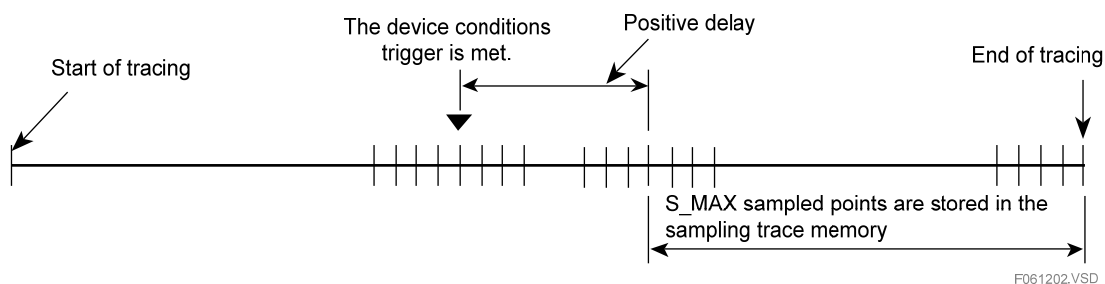 The device conditions
trigger is met.
Positive delay
Start of tracing
End of tracing
S_MAX sampled points are stored in the
sampling trace memory
F061202.VSD